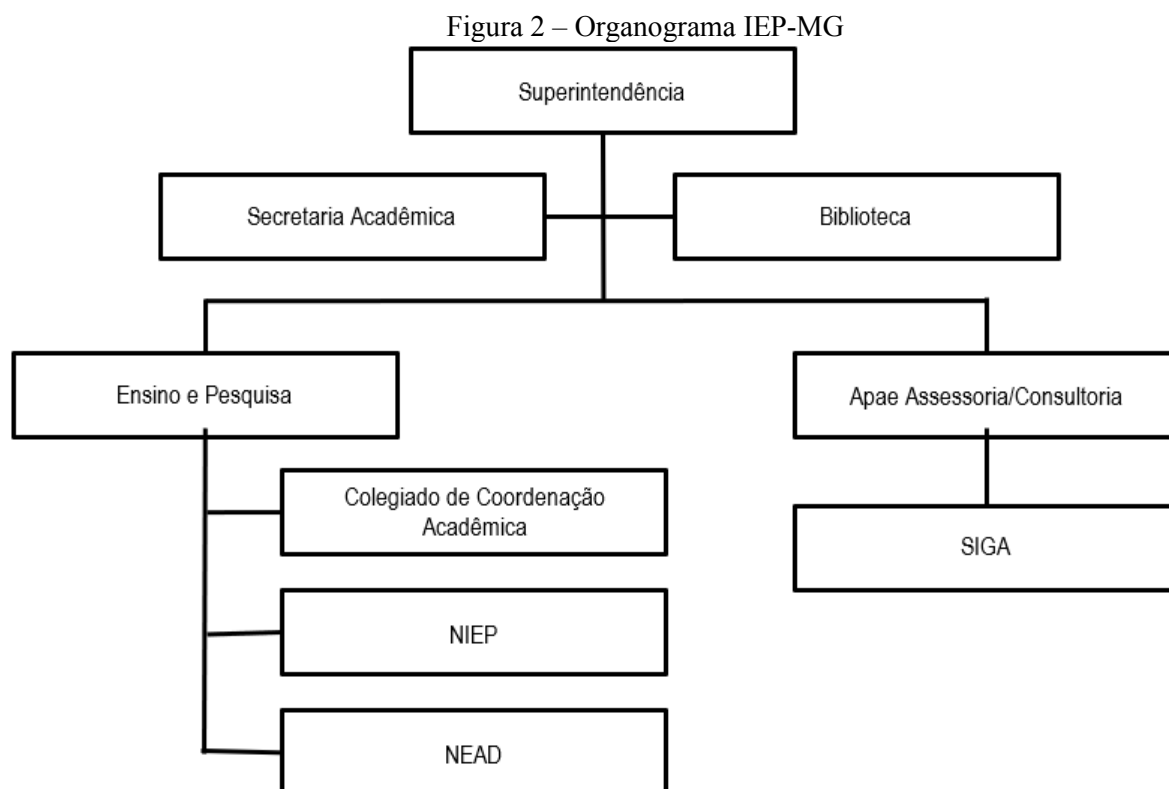 Figura 2 – Organograma IEP-MG
Superintendência
Secretaria Acadêmica
Biblioteca
Ensino e Pesquisa
Apae Assessoria/Consultoria
Colegiado de Coordenação
Acadêmica
SIGA
NIEP
NEAD